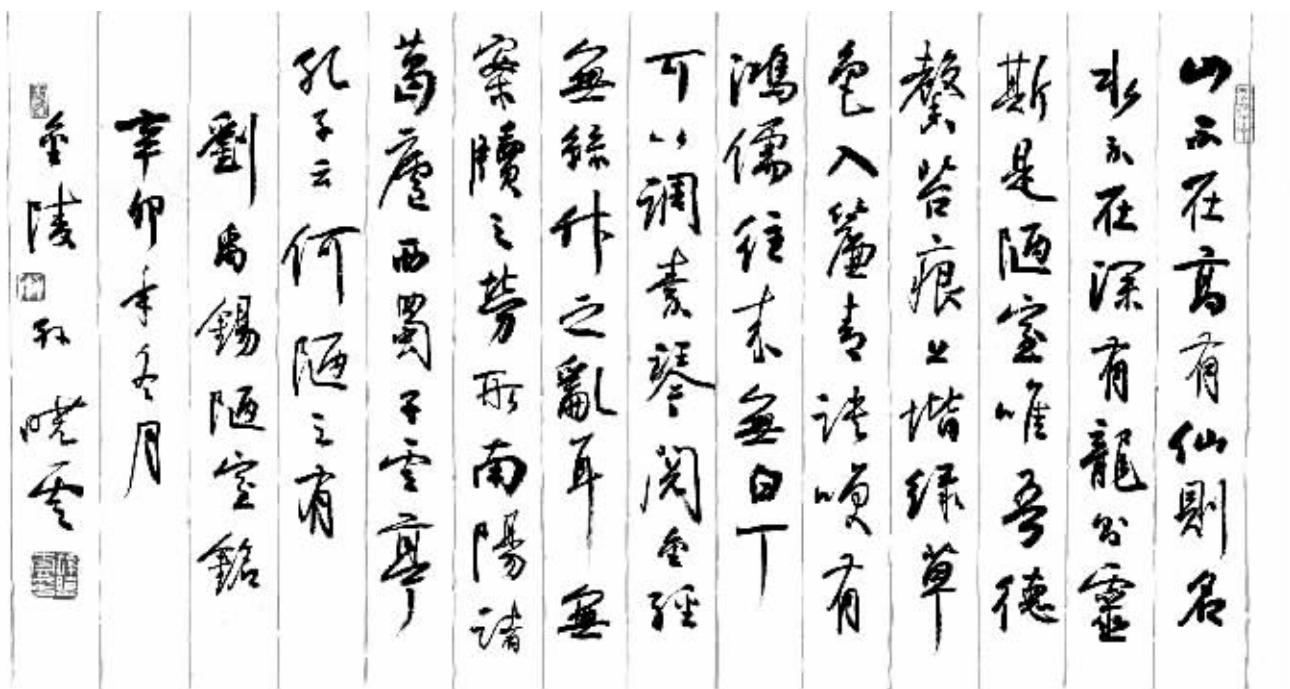 山不在高有仙則名
水不在深有龍則靈
斯是陋室唯吾德
馨苔痕上階綠草
色入簾青談笑有
鴻儒往來無白丁
可以調素琴閱金經
無絲竹之亂耳無
案牘之勞形南陽諸
葛廬西蜀子雲亭
孔子云何陋之有
劉禹錫陋室銘
辛卯年冬月
金陵孫曉雲